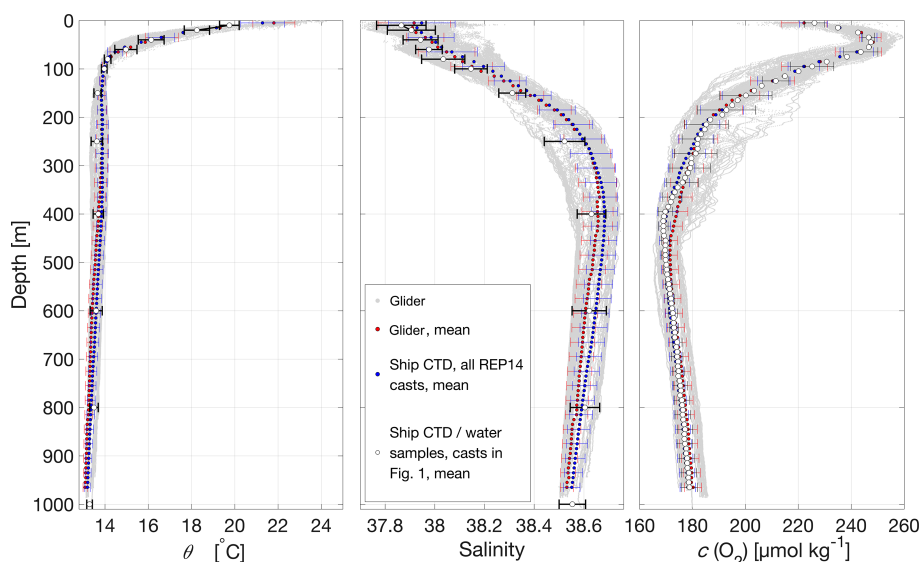 0
100
200
300
400
500
600
700
800
900
1000
Depth [m]
14 16 18 20 22 24
θ [°C]
37.8 38 38.2 38.4 38.6
Salinity
160 180 200 220 240 260
c (O2) [μmol kg-1]
Glider
Glider, mean
Ship CTD, all REP14
casts, mean
Ship CTD / water
samples, casts in
Fig. 1, mean